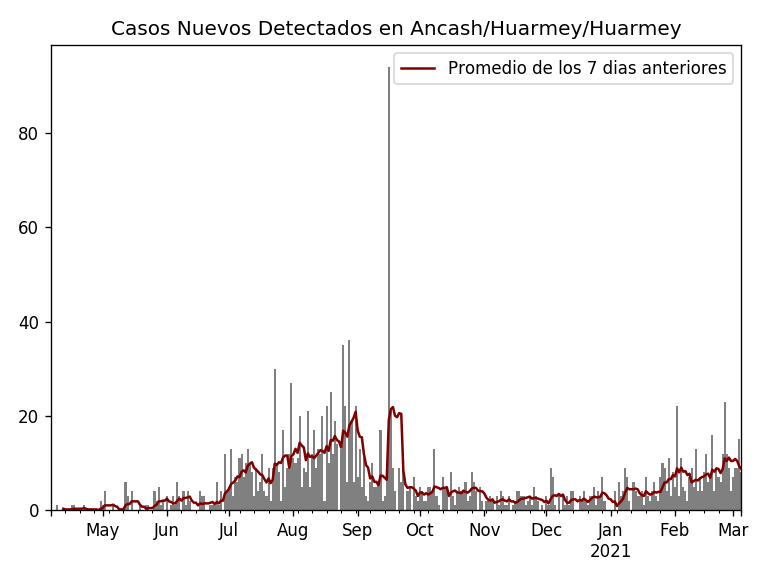 Casos Nuevos Detectados en Ancash/Huarmey/Huarmey
Promedio de los 7 dias anteriores
80
60
40
20
0
May Jun Jul Aug Sep Oct Nov Dec Jan Feb Mar
2021